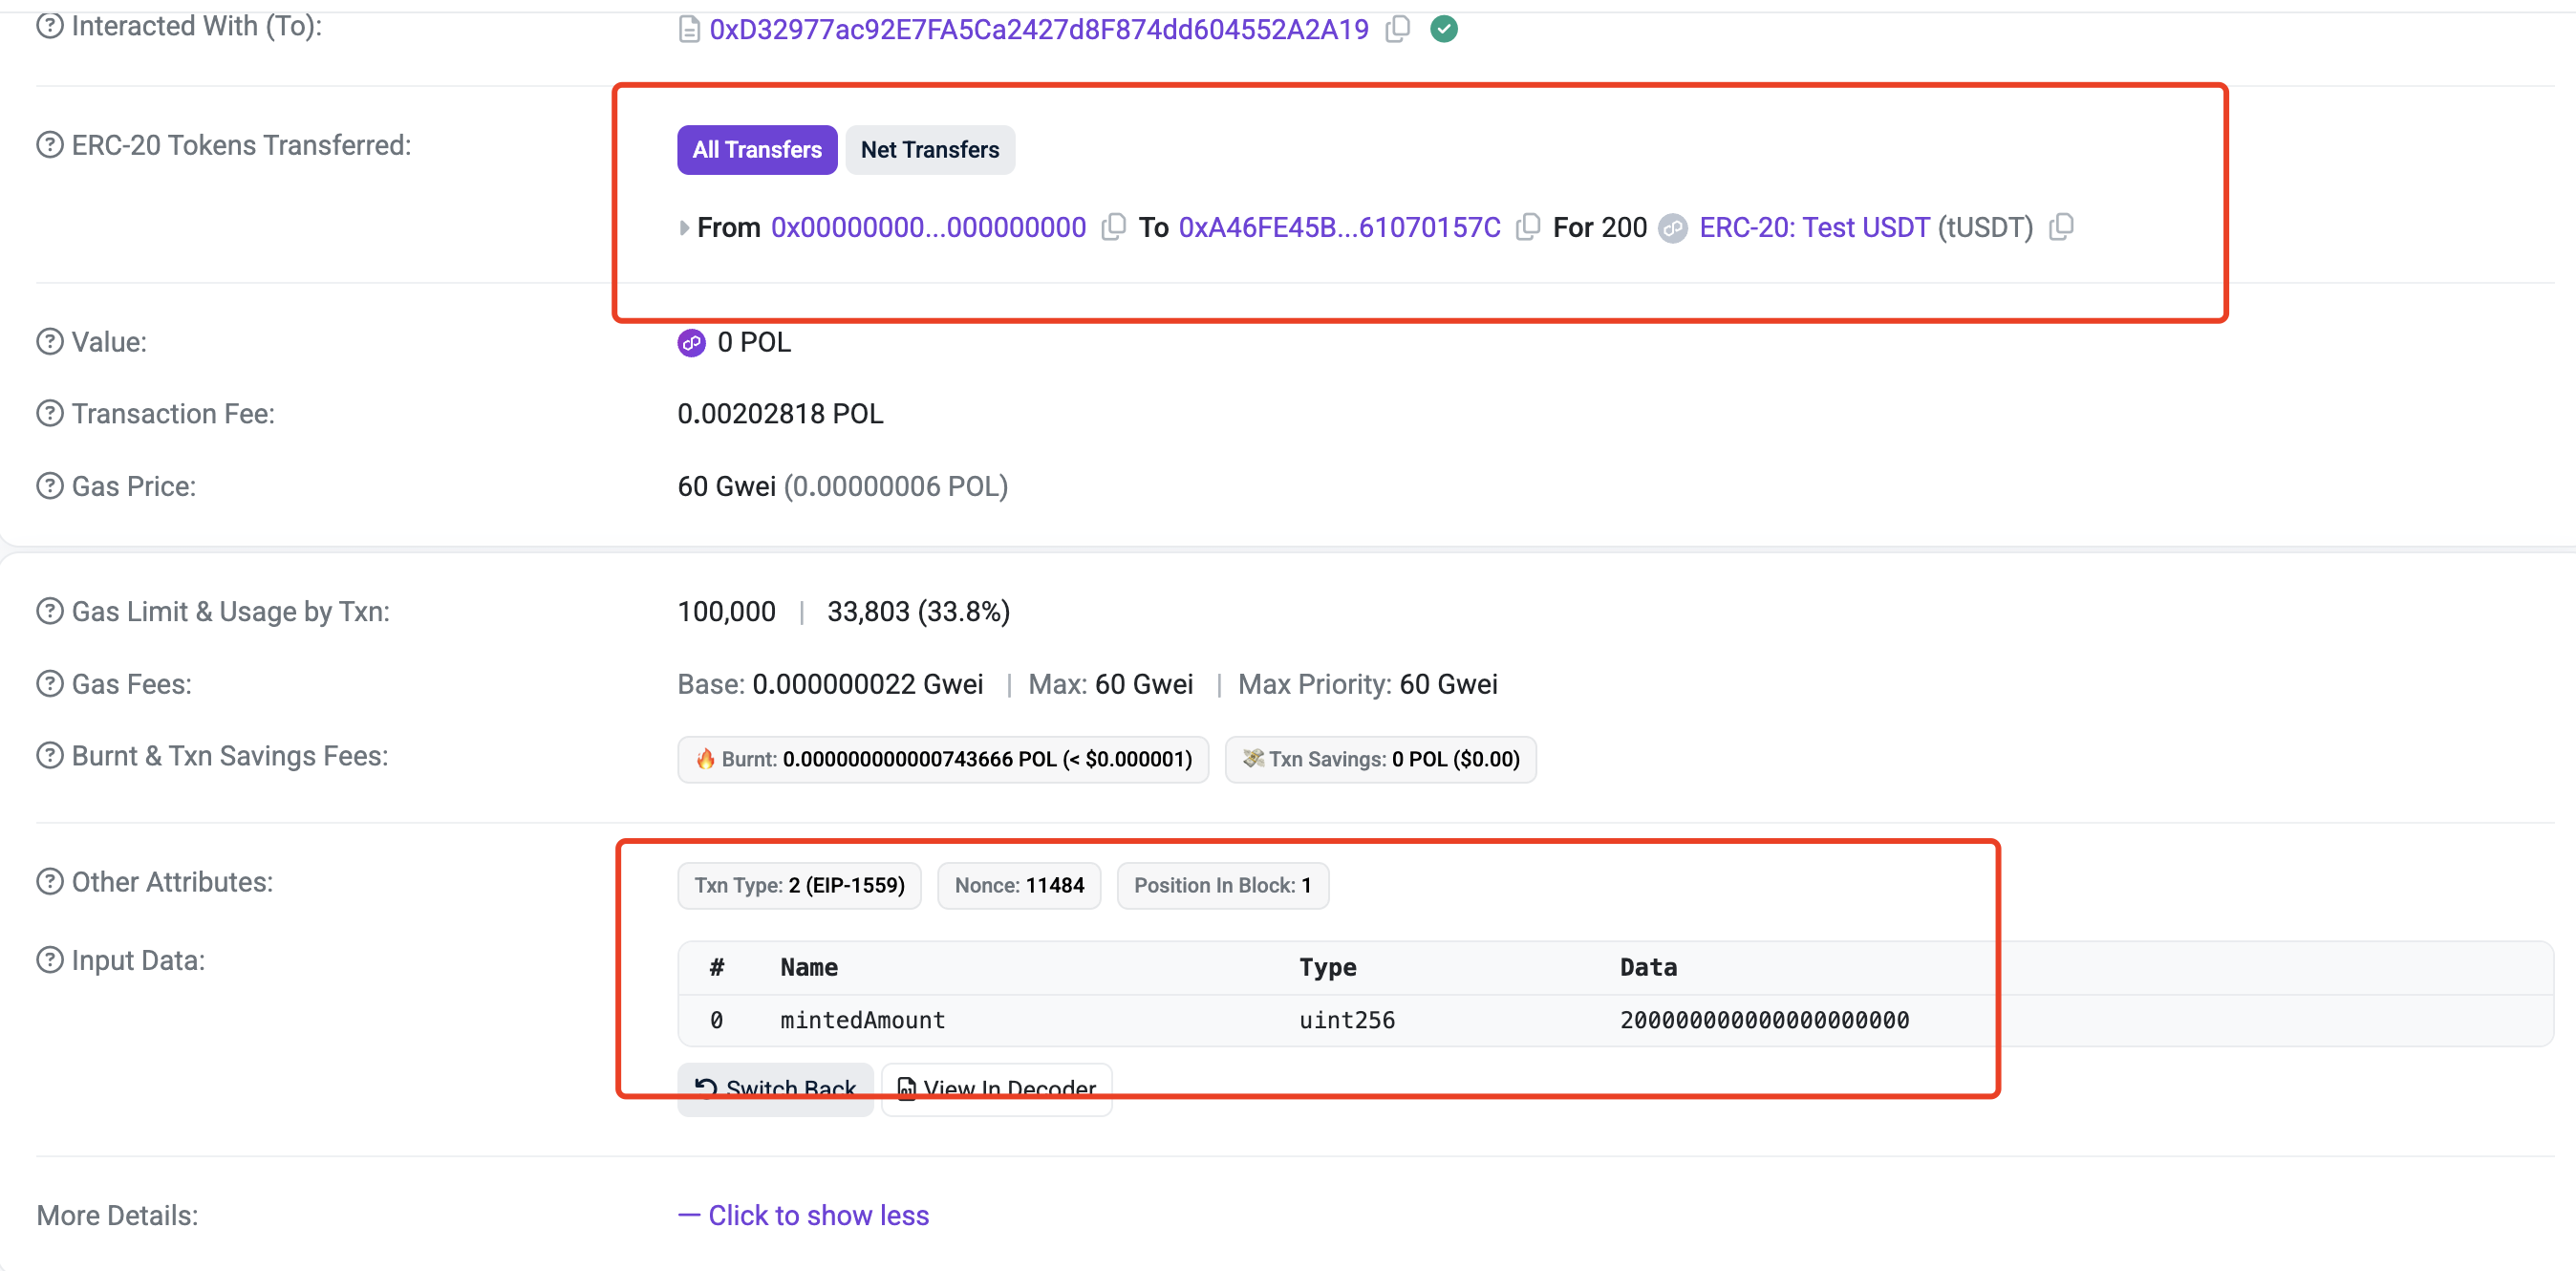 Interacted With (To): 0xD32977ac92E7FA5Ca2427d8F874dd604552A2A19
ERC-20 Tokens Transferred: All Transfers Net Transfers
From 0x00000000...000000000 To 0xA46FE45B...61070157C For 200 ERC-20: Test USDT (tUSDT)
Value: 0 POL
Transaction Fee: 0.00202818 POL
Gas Price: 60 Gwei (0.00000006 POL)
Gas Limit & Usage by Txn: 100,000 | 33,803 (33.8%)
Gas Fees: Base: 0.000000022 Gwei | Max: 60 Gwei | Max Priority: 60 Gwei
Burnt & Txn Savings Fees: Burnt: 0.000000000000743666 POL (< $0.000001) Txn Savings: 0 POL ($0.00)
Other Attributes: Txn Type: 2 (EIP-1559) Nonce: 11484 Position In Block: 1
Input Data:
# Name Type Data
0 mintedAmount uint256 200000000000000000000
Switch Back View In Decoder
More Details: — Click to show less